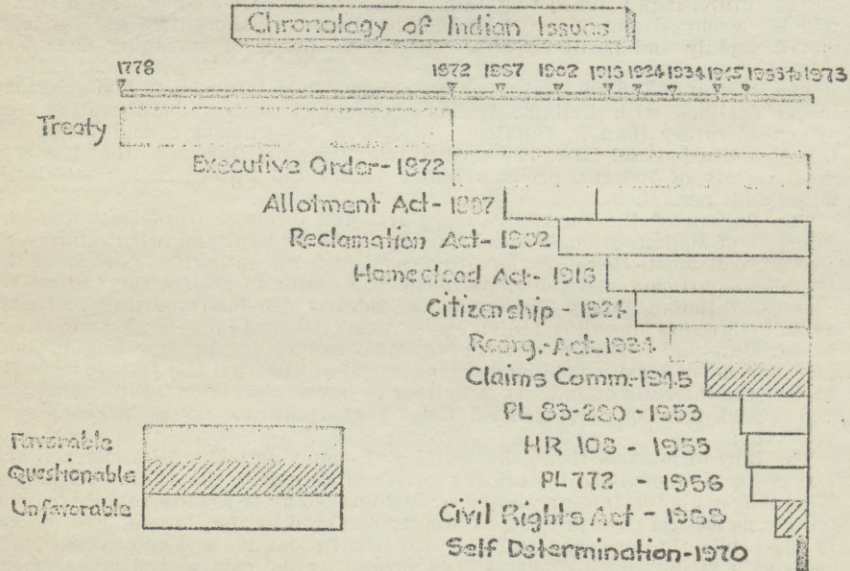 Chronology of Indian Issues
1778 1872 1887 1902 1913 1924 1934 1945 1973
Treaty
Executive Order-1872
Allotment Act- 1887
Reclamation Act- 1902
Homestead Act- 1913
Citizenship - 1924
Reorg.-Act-1934
Claims Comm.-1945
PL 83-280 - 1953
HR 108 - 1955
PL 772 - 1956
Civil Rights Act - 1968
Self Determination-1970
Favorable
Questionable
Unfavorable